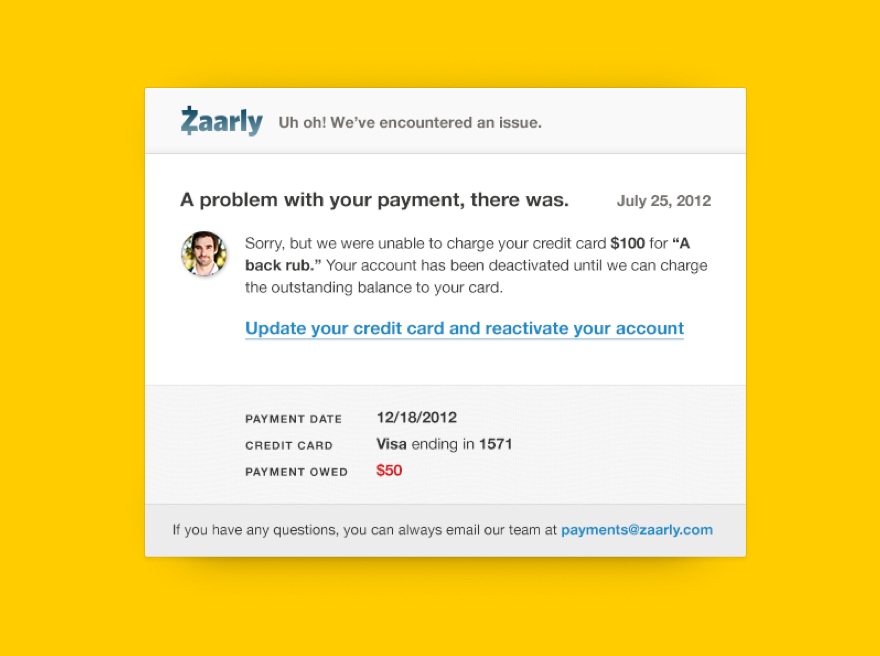 Zaarly Uh oh! We’ve encountered an issue.
A problem with your payment, there was. July 25, 2012
Sorry, but we were unable to charge your credit card $100 for “A
back rub.” Your account has been deactivated until we can charge
the outstanding balance to your card.
Update your credit card and reactivate your account
PAYMENT DATE 12/18/2012
CREDIT CARD Visa ending in 1571
PAYMENT OWED $50
If you have any questions, you can always email our team at payments@zaarly.com